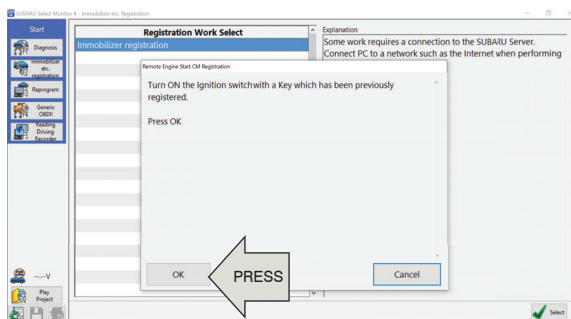 SUBARU Select Monitor 4 - Immobilizer etc. Registration
Start
Diagnosis
Immobilizer
etc.
registration
Reprogram
Generic
OBDII
Reading
Driving
Recorder
--.--V
Play
Project
Registration Work Select
Immobilizer registration
Explanation
Some work requires a connection to the SUBARU Server.
Connect PC to a network such as the Internet when performing
Remote Engine Start CM Registration
Turn ON the Ignition switchwith a Key which has been previously
registered.
Press OK
OK
PRESS
Cancel
Select